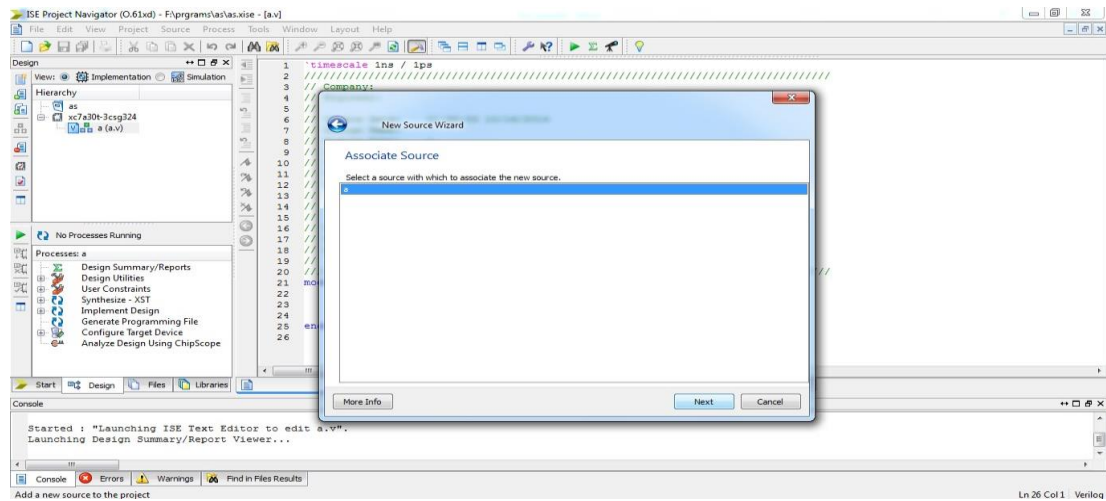 ISE Project Navigator (O.61xd) - F:\prgrams\as\as.xise - [a.v]
File Edit View Project Source Process Tools Window Layout Help
Design
View: Implementation Simulation
Hierarchy
as
xc7a30t-3csg324
a (a.v)
No Processes Running
Processes: a
Design Summary/Reports
Design Utilities
User Constraints
Synthesize - XST
Implement Design
Generate Programming File
Configure Target Device
Analyze Design Using ChipScope
Start Design Files Libraries
1 `timescale 1ns / 1ps
2 //////////////////////////////////////////////////////////////////////////////////
3 // Company:
4 //
5 //
6 //
7 //
8 //
9 //
10 //
11 //
12 //
13 //
14 //
15 //
16 //
17 //
18 //
19 //
20 //
21 mo
22
23
24
25 en
26
New Source Wizard
Associate Source
Select a source with which to associate the new source.
a
More Info Next Cancel
Console
Started : "Launching ISE Text Editor to edit a.v".
Launching Design Summary/Report Viewer...
Console Errors Warnings Find in Files Results
Add a new source to the project
Ln 26 Col 1 Verilog